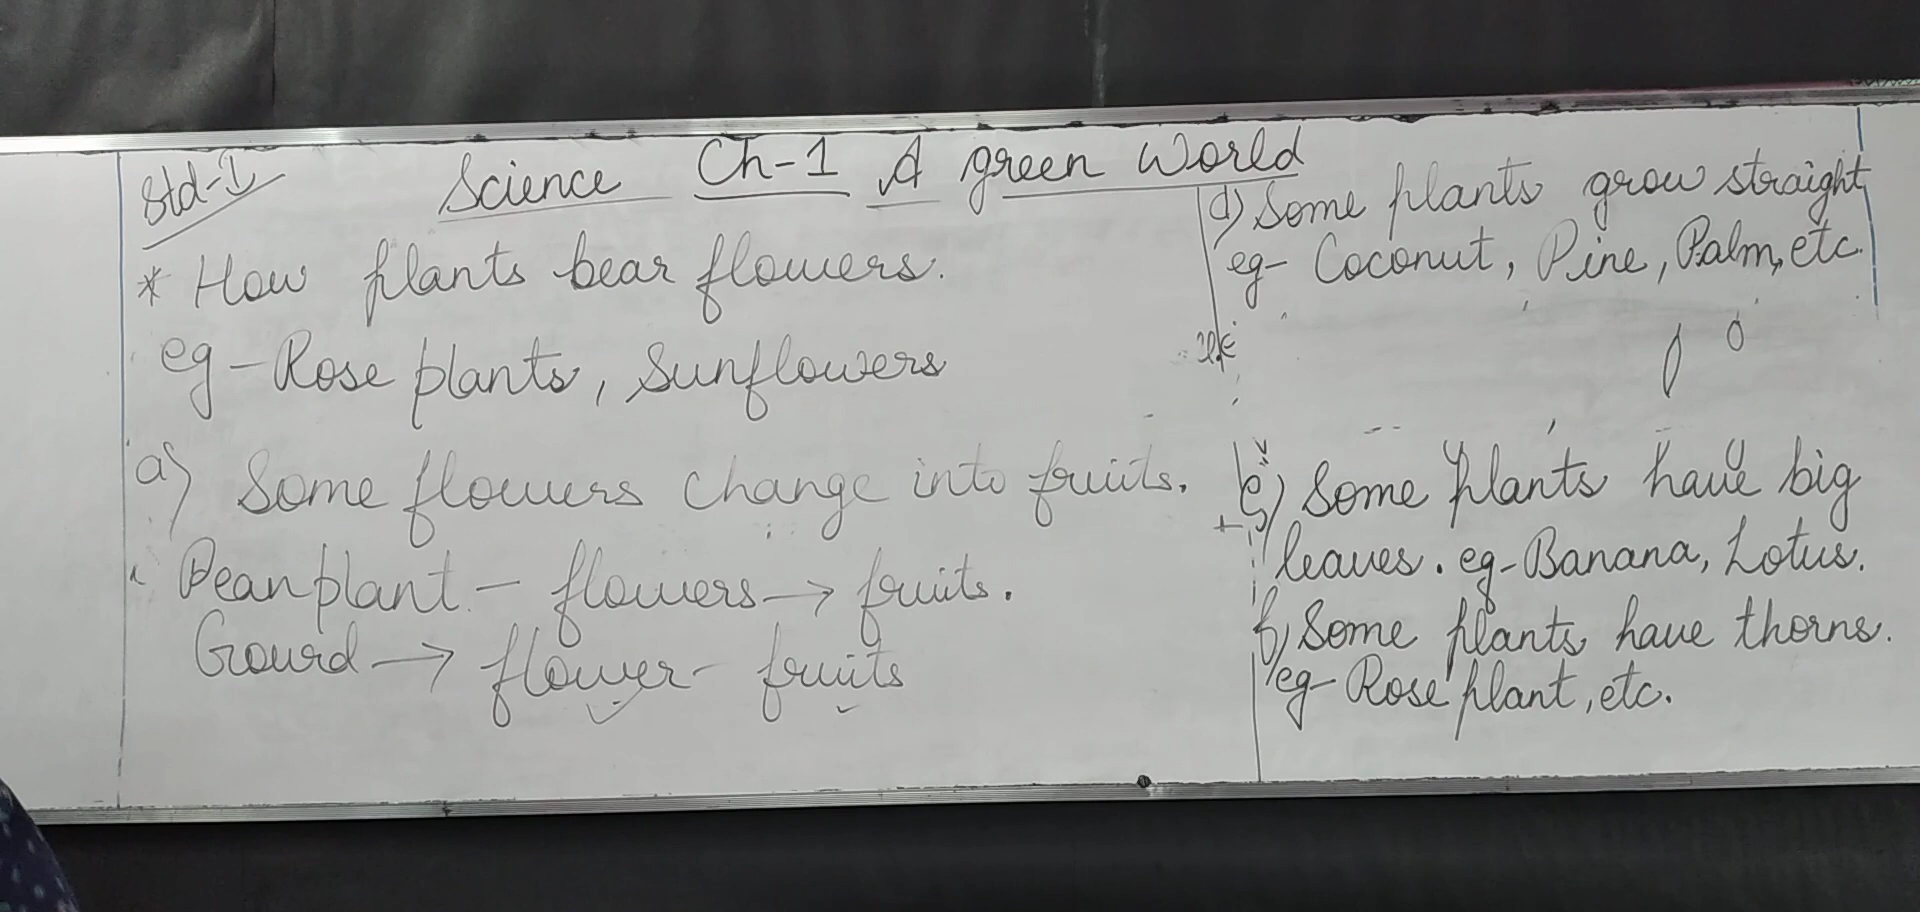 Std-I
Science Ch-1 A green World
* How plants bear flowers.
eg - Rose plants, Sunflowers
a) Some flowers change into fruits.
Pean plant - flowers → fruits.
Gourd → flower - fruits
d) Some plants grow straight
eg - Coconut, Pine, Palm, etc.
e) Some plants have big
leaves. eg - Banana, Lotus.
f) Some plants have thorns.
eg - Rose plant, etc.